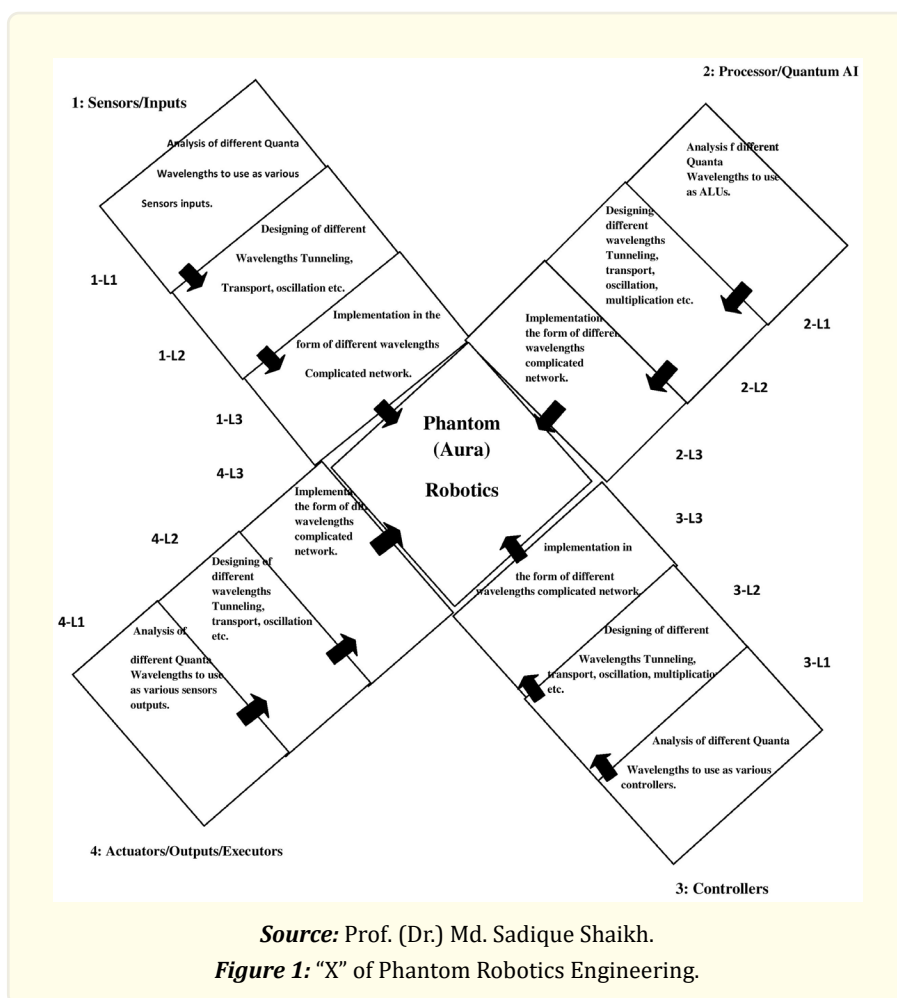 1: Sensors/Inputs
Analysis of different Quanta
Wavelengths to use as various
Sensors inputs.
1-L1
Designing of different
Wavelengths Tunneling,
Transport, oscillation etc.
1-L2
Implementation in the
form of different wavelengths
Complicated network.
1-L3
2: Processor/Quantum AI
Analysis f different
Quanta
Wavelengths to use
as ALUs.
2-L1
Designing
different
wavelengths
Tunneling,
transport,
oscillation,
multiplication etc.
2-L2
Implementation
the form of differen
wavelengths
complicated
network.
2-L3
Phantom
(Aura)
Robotics
4-L3
Implementa
the form of di
wavelengths
complicated
network.
4-L2
Designing of
different
wavelengths
Tunneling,
transport, oscillation
etc.
4-L1
Analysis of
different Quanta
Wavelengths to use
as various sensors
outputs.
4: Actuators/Outputs/Executors
3-L3
implementation in
the form of different
wavelengths complicated network
3-L2
Designing of different
Wavelengths Tunneling,
transport, oscillation, multiplication
etc.
3-L1
Analysis of different Quanta
Wavelengths to use as various
controllers.
3: Controllers
Source: Prof. (Dr.) Md. Sadique Shaikh.
Figure 1: “X” of Phantom Robotics Engineering.